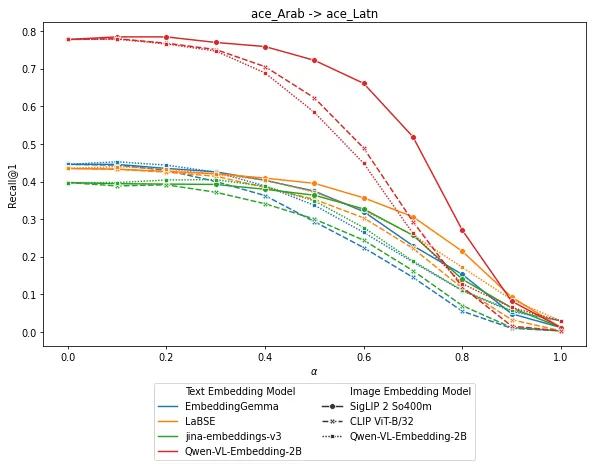 ace_Arab -> ace_Latn
0.8
0.7
0.6
0.5
0.4
0.3
0.2
0.1
0.0
Recall@1
0.0 0.2 0.4 0.6 0.8 1.0
α
Text Embedding Model Image Embedding Model
EmbeddingGemma SigLIP 2 So400m
LaBSE CLIP ViT-B/32
jina-embeddings-v3 Qwen-VL-Embedding-2B
Qwen-VL-Embedding-2B